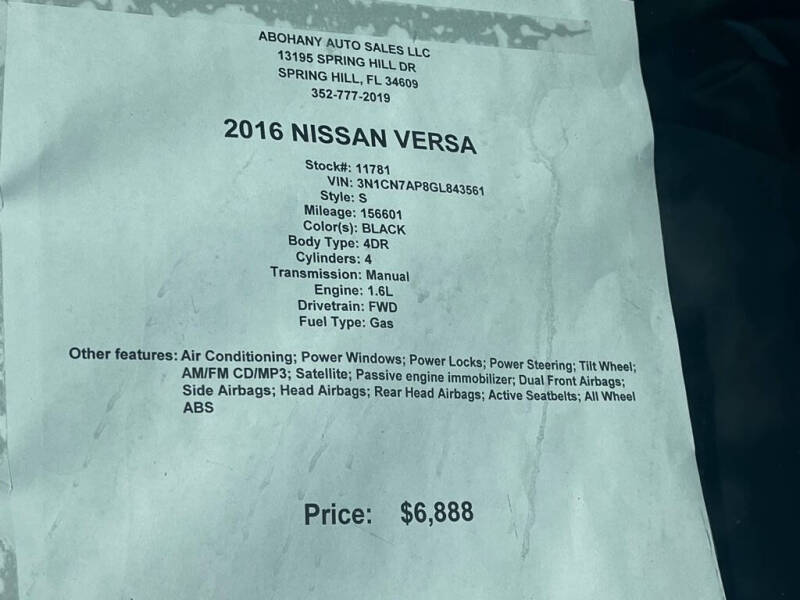 ABOHANY AUTO SALES LLC
13195 SPRING HILL DR
SPRING HILL, FL 34609
352-777-2019
2016 NISSAN VERSA
Stock#: 11781
VIN: 3N1CN7AP8GL843561
Style: S
Mileage: 156601
Color(s): BLACK
Body Type: 4DR
Cylinders: 4
Transmission: Manual
Engine: 1.6L
Drivetrain: FWD
Fuel Type: Gas
Other features: Air Conditioning; Power Windows; Power Locks; Power Steering; Tilt Wheel;
AM/FM CD/MP3; Satellite; Passive engine immobilizer; Dual Front Airbags;
Side Airbags; Head Airbags; Rear Head Airbags; Active Seatbelts; All Wheel
ABS
Price: $6,888